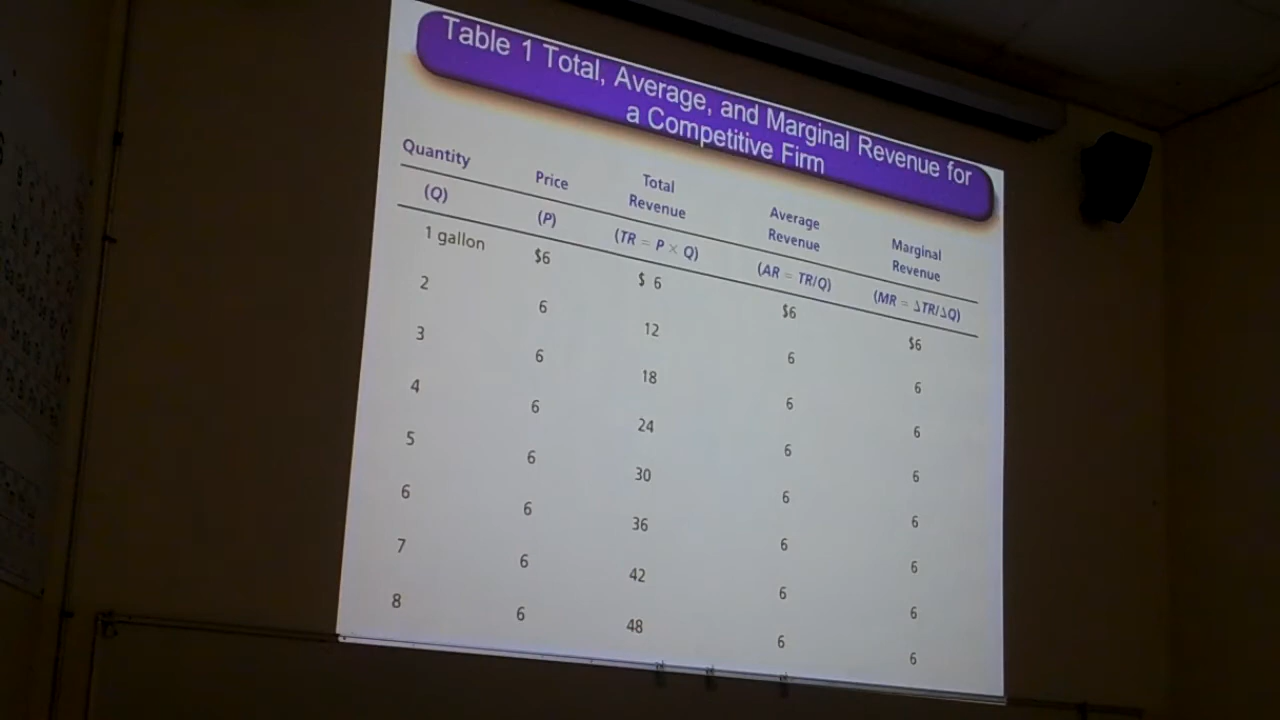 Table 1 Total, Average, and Marginal Revenue for
a Competitive Firm
Quantity Price Total Revenue Average Revenue Marginal Revenue
(Q) (P) (TR = P × Q) (AR = TR/Q) (MR = ΔTR/ΔQ)
1 gallon $6 $ 6 $6 $6
2 6 12 6 6
3 6 18 6 6
4 6 24 6 6
5 6 30 6 6
6 6 36 6 6
7 6 42 6 6
8 6 48 6 6